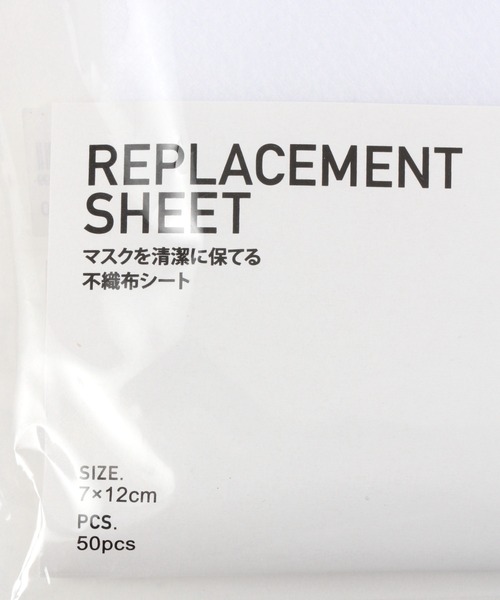 REPLACEMENT
SHEET
マスクを清潔に保てる
不織布シート
SIZE.
7×12cm
PCS.
50pcs